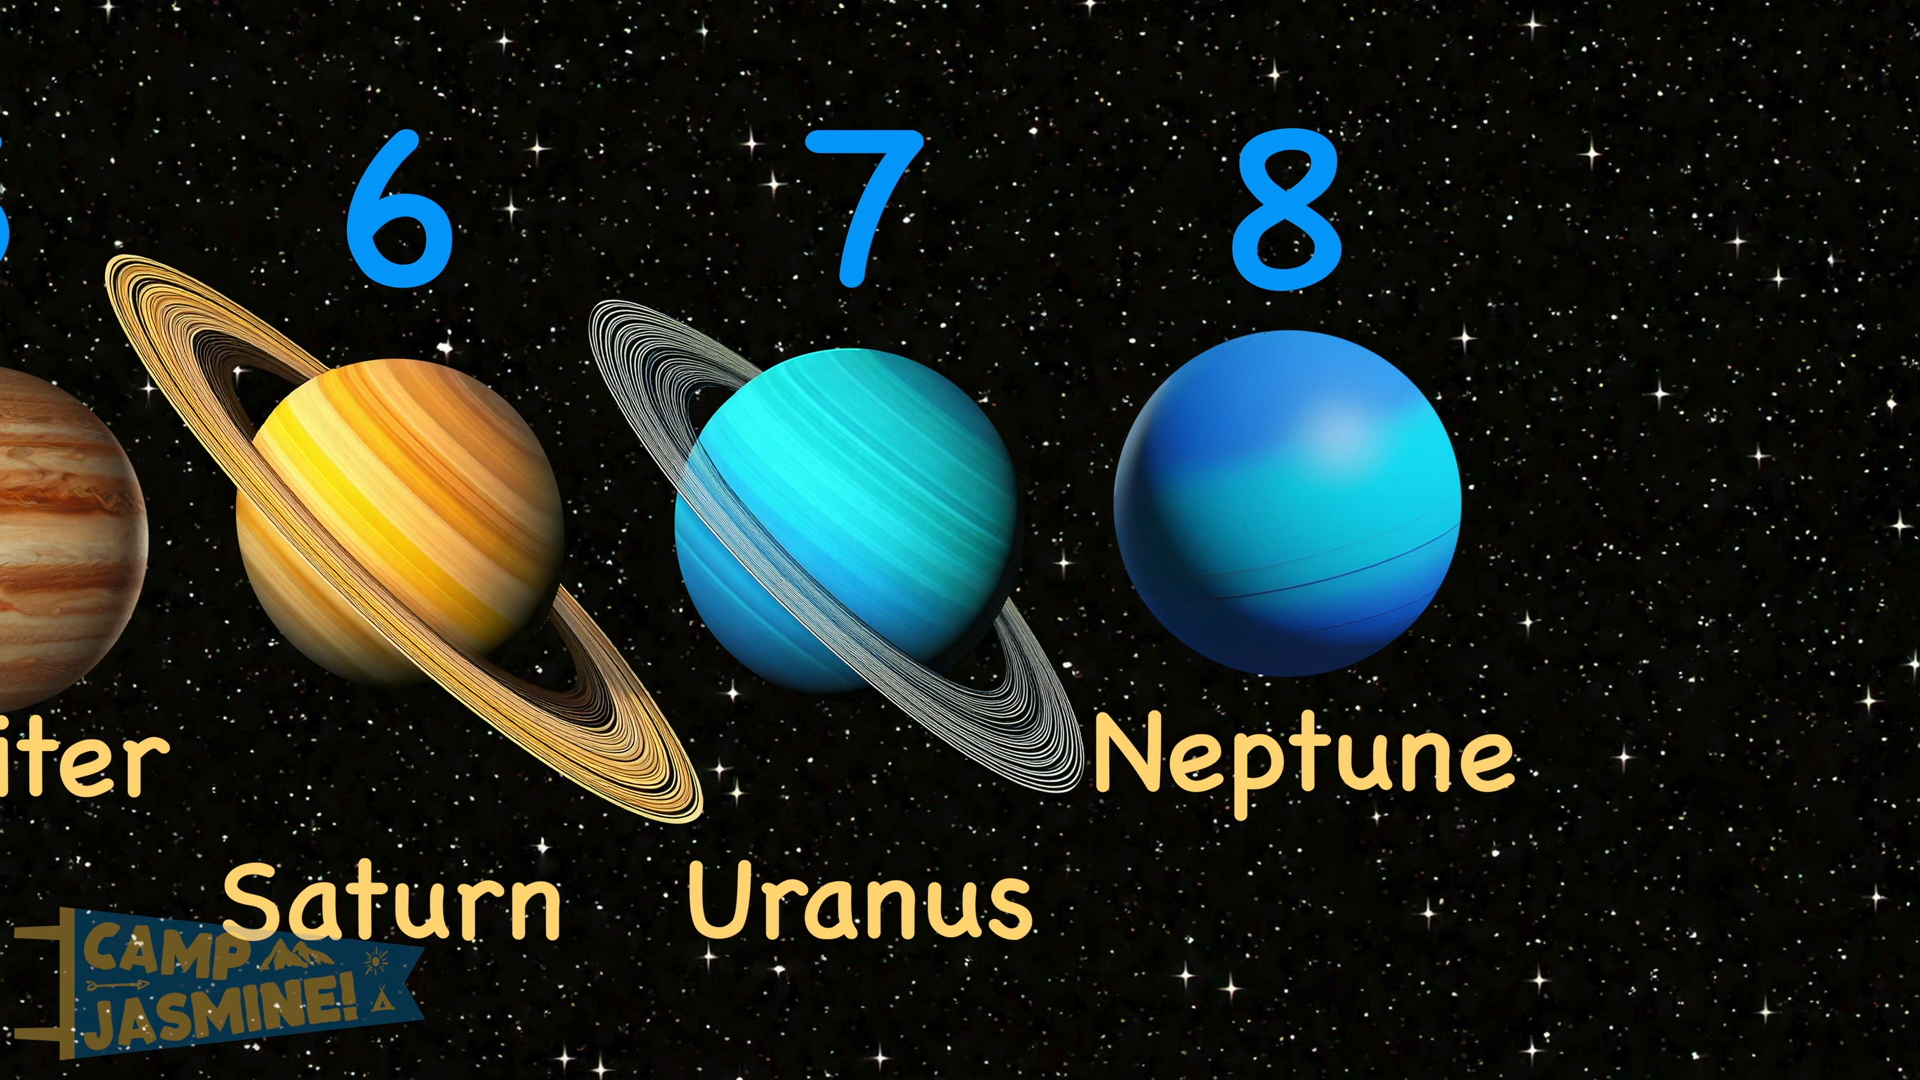 6 7 8
iter
Neptune
Saturn
Uranus
CAMP
JASMINE!